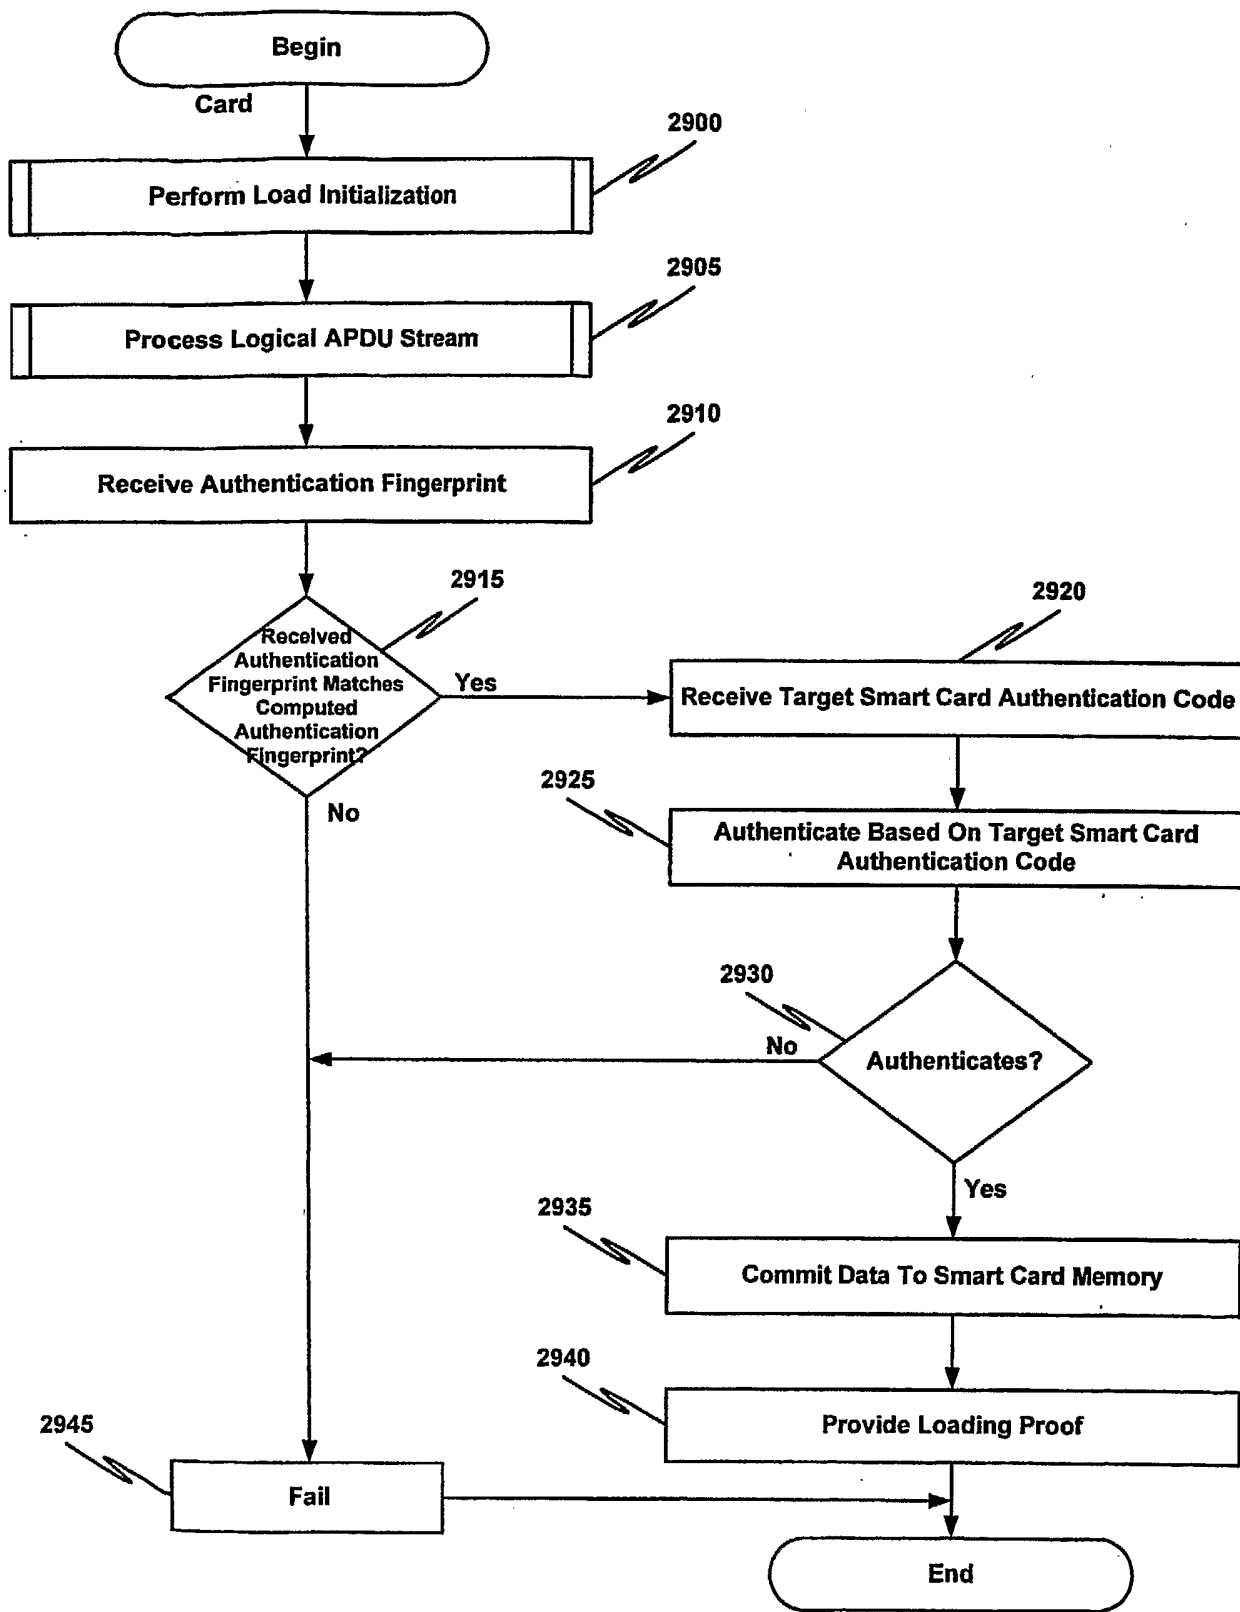 Begin
Card
2900
Perform Load Initialization
2905
Process Logical APDU Stream
2910
Receive Authentication Fingerprint
2915
Received
Authentication
Fingerprint Matches
Computed
Authentication
Fingerprint?
Yes
No
2920
Receive Target Smart Card Authentication Code
2925
Authenticate Based On Target Smart Card
Authentication Code
2930
No
Authenticates?
Yes
2935
Commit Data To Smart Card Memory
2940
Provide Loading Proof
2945
Fail
End